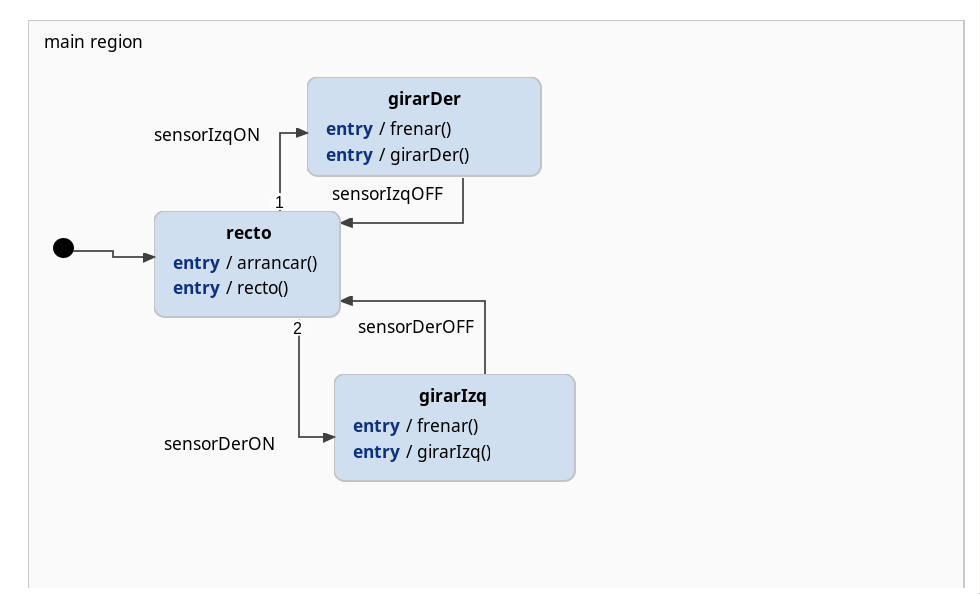 main region
girarDer
entry / frenar()
entry / girarDer()
sensorIzqON
sensorIzqOFF
1
recto
entry / arrancar()
entry / recto()
2
sensorDerOFF
girarIzq
entry / frenar()
entry / girarIzq()
sensorDerON